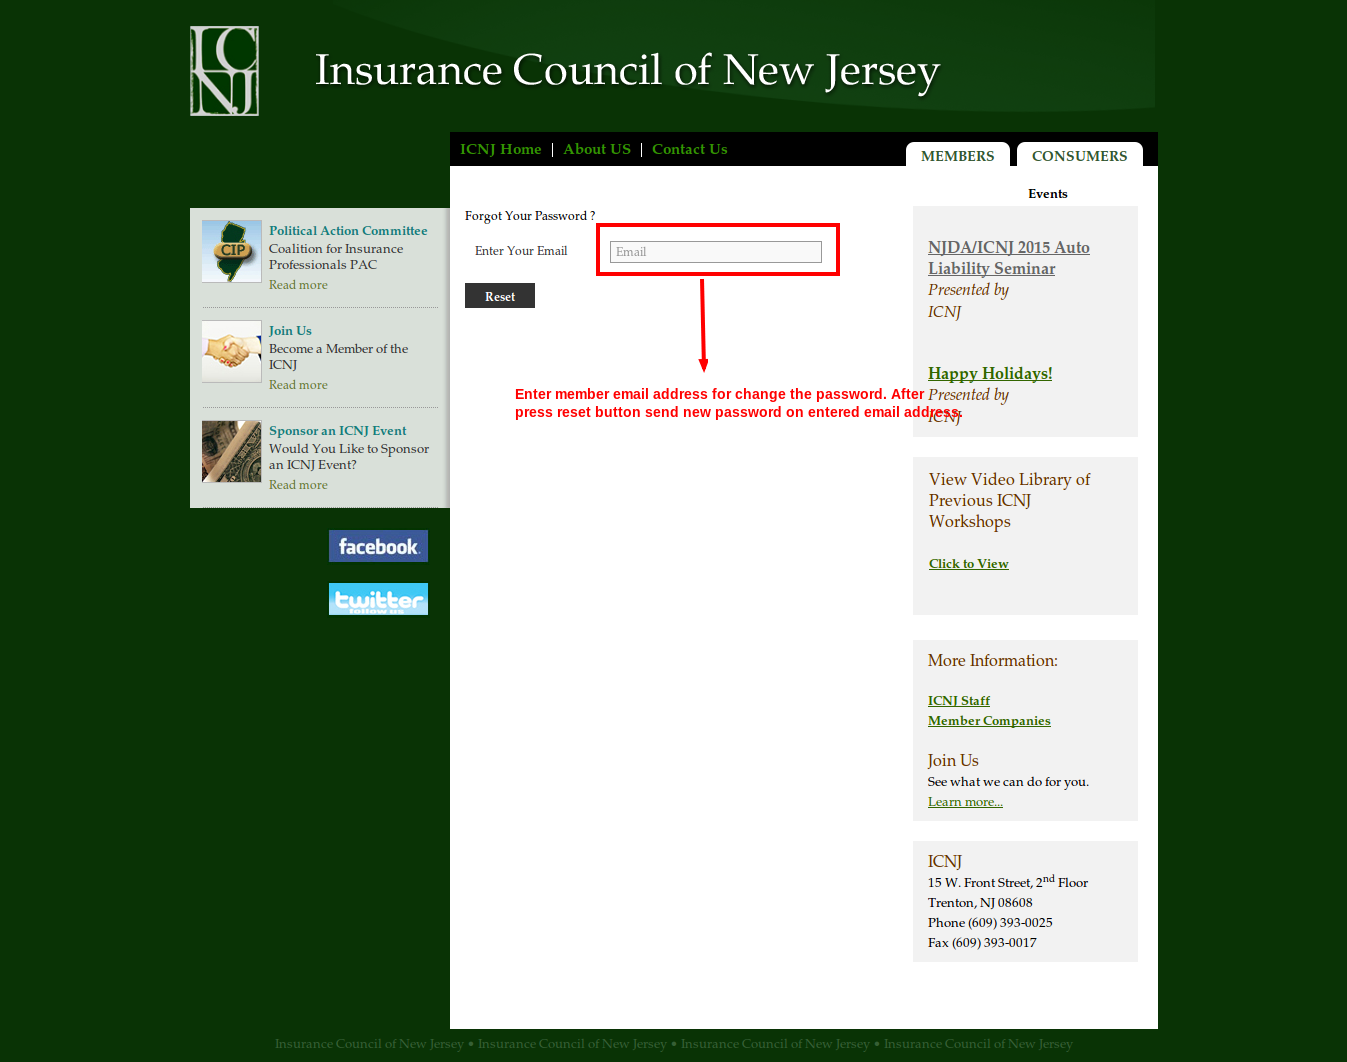 IC
NJ
Insurance Council of New Jersey
ICNJ Home | About US | Contact Us
MEMBERS
CONSUMERS
CIP
Political Action Committee
Coalition for Insurance
Professionals PAC
Read more
Join Us
Become a Member of the
ICNJ
Read more
Sponsor an ICNJ Event
Would You Like to Sponsor
an ICNJ Event?
Read more
facebook.
twitter
follow us
Forgot Your Password ?
Enter Your Email
Email
Reset
Enter member email address for change the password. After
press reset button send new password on entered email address.
Events
NJDA/ICNJ 2015 Auto
Liability Seminar
Presented by
ICNJ
Happy Holidays!
Presented by
ICNJ
View Video Library of
Previous ICNJ
Workshops
Click to View
More Information:
ICNJ Staff
Member Companies
Join Us
See what we can do for you.
Learn more...
ICNJ
15 W. Front Street, 2nd Floor
Trenton, NJ 08608
Phone (609) 393-0025
Fax (609) 393-0017
Insurance Council of New Jersey • Insurance Council of New Jersey • Insurance Council of New Jersey • Insurance Council of New Jersey